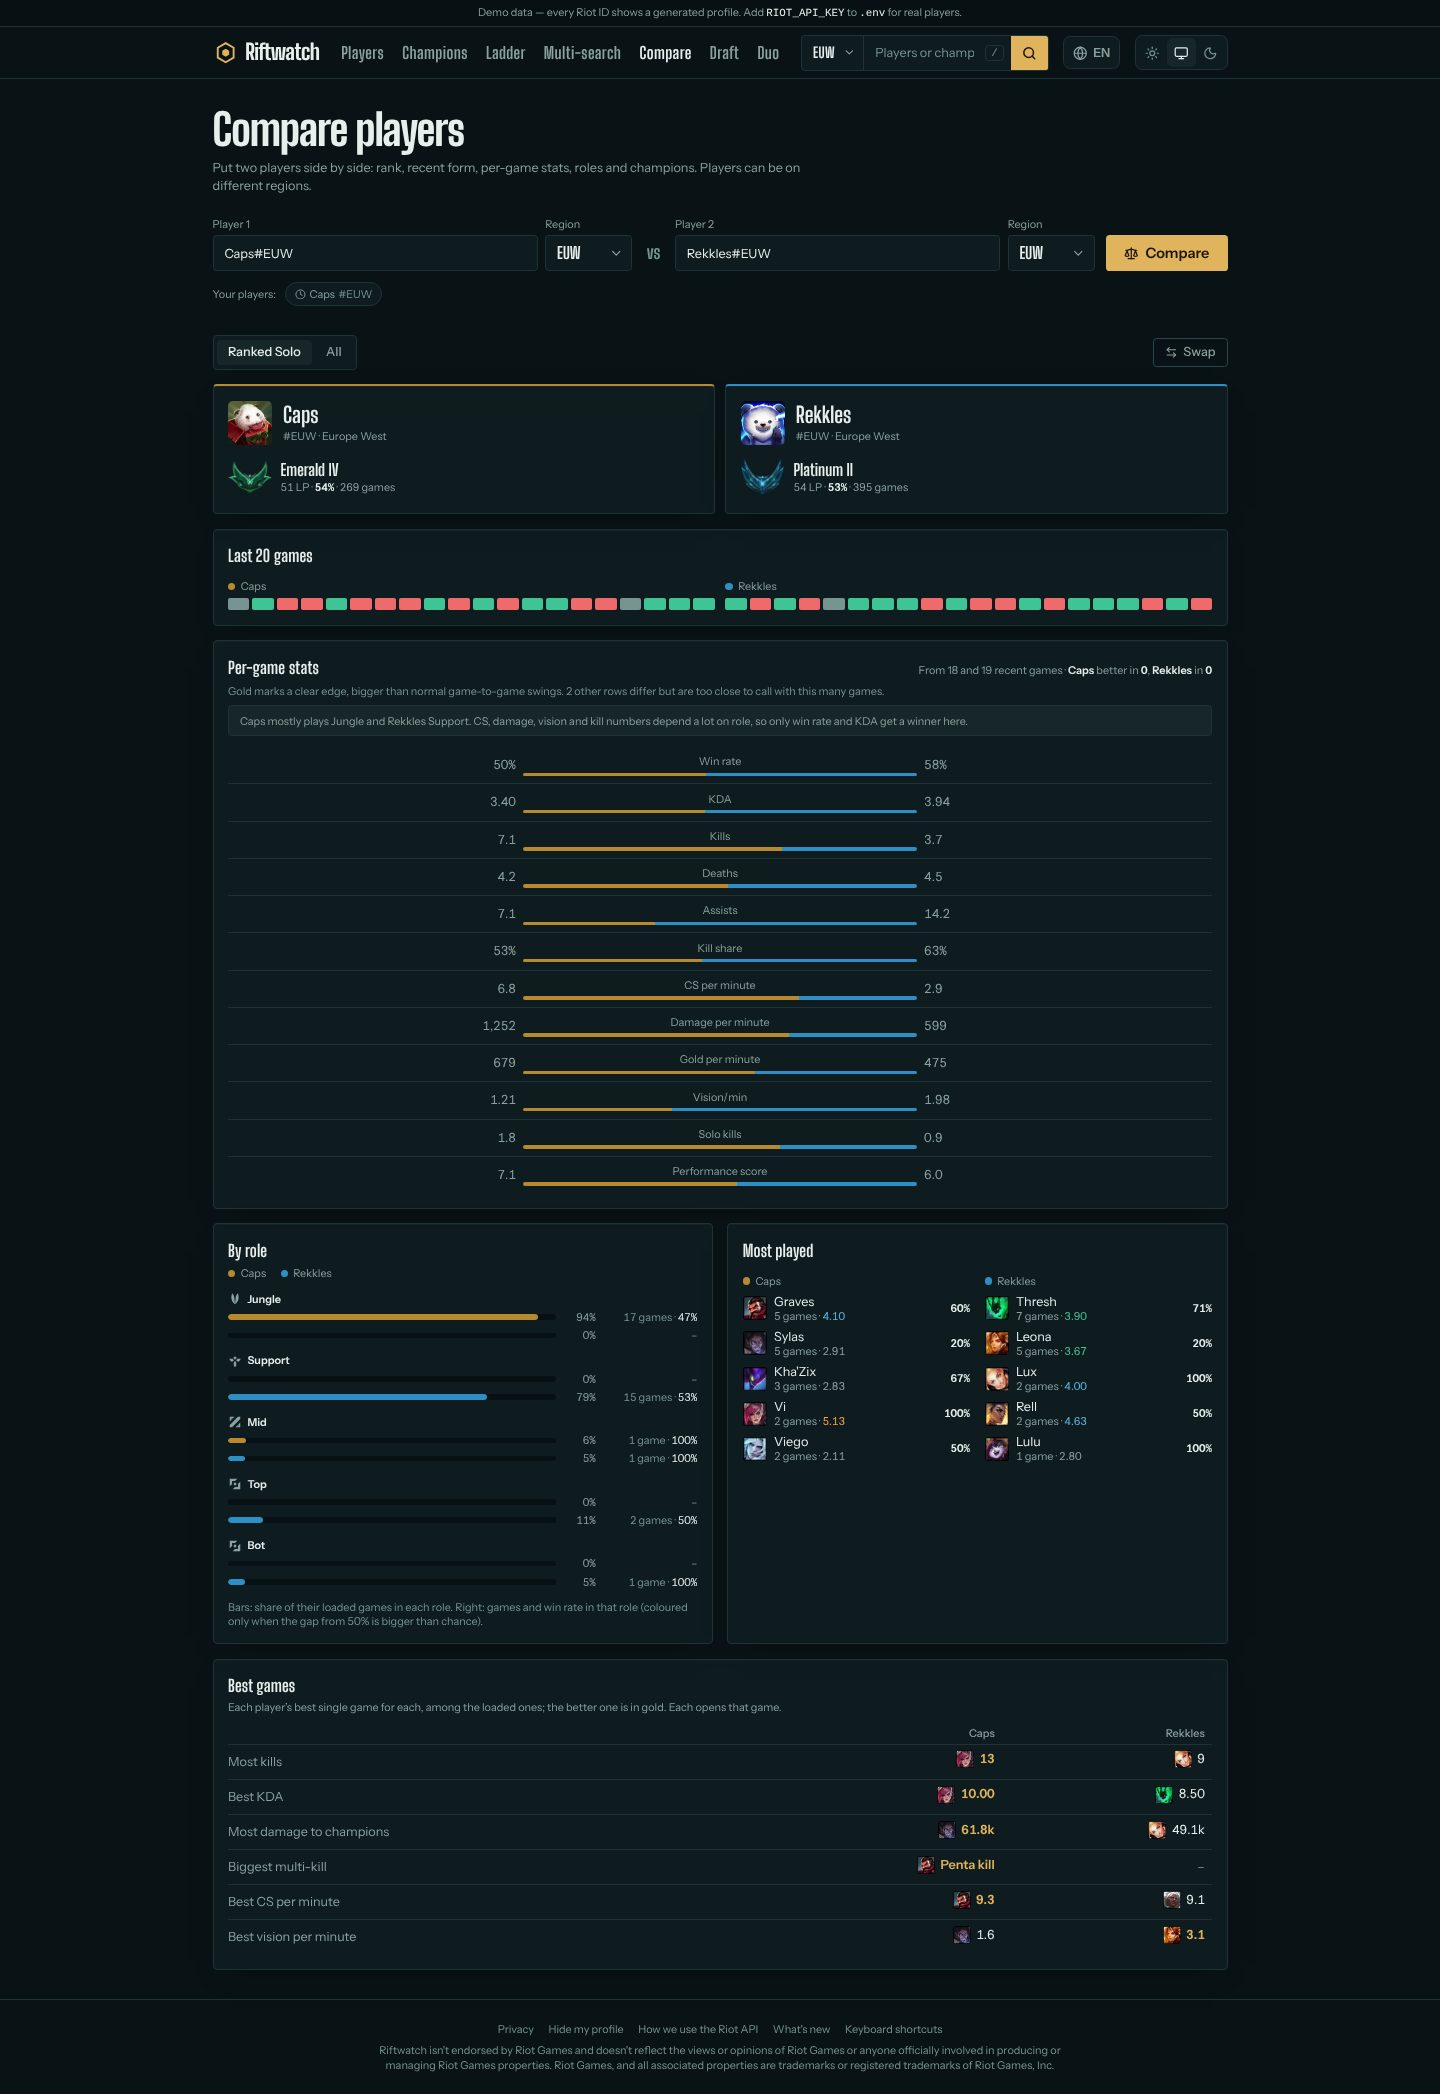 Demo data — every Riot ID shows a generated profile. Add RIOT_API_KEY to .env for real players.
Riftwatch Players Champions Ladder Multi-search Compare Draft Duo EUW Players or champ / EN
Compare players
Put two players side by side: rank, recent form, per-game stats, roles and champions. Players can be on
different regions.
Player 1 Region Player 2 Region
Caps#EUW EUW VS Rekkles#EUW EUW Compare
Your players: Caps #EUW
Ranked Solo All Swap
Caps
#EUW · Europe West
Emerald IV
51 LP · 54% · 269 games
Rekkles
#EUW · Europe West
Platinum II
54 LP · 53% · 395 games
Last 20 games
Caps Rekkles
Per-game stats
From 18 and 19 recent games · Caps better in 0, Rekkles in 0
Gold marks a clear edge, bigger than normal game-to-game swings. 2 other rows differ but are too close to call with this many games.
Caps mostly plays Jungle and Rekkles Support. CS, damage, vision and kill numbers depend a lot on role, so only win rate and KDA get a winner here.
50% Win rate 58%
3.40 KDA 3.94
7.1 Kills 3.7
4.2 Deaths 4.5
7.1 Assists 14.2
53% Kill share 63%
6.8 CS per minute 2.9
1,252 Damage per minute 599
679 Gold per minute 475
1.21 Vision/min 1.98
1.8 Solo kills 0.9
7.1 Performance score 6.0
By role
Caps Rekkles
Jungle
94% 17 games · 47%
0% –
Support
0% –
79% 15 games · 53%
Mid
6% 1 game · 100%
5% 1 game · 100%
Top
0% –
11% 2 games · 50%
Bot
0% –
5% 1 game · 100%
Bars: share of their loaded games in each role. Right: games and win rate in that role (coloured
only when the gap from 50% is bigger than chance).
Most played
Caps
Graves
5 games · 4.10 60%
Sylas
5 games · 2.91 20%
Kha'Zix
3 games · 2.83 67%
Vi
2 games · 5.13 100%
Viego
2 games · 2.11 50%
Rekkles
Thresh
7 games · 3.90 71%
Leona
5 games · 3.67 20%
Lux
2 games · 4.00 100%
Rell
2 games · 4.63 50%
Lulu
1 game · 2.80 100%
Best games
Each player's best single game for each, among the loaded ones; the better one is in gold. Each opens that game.
Caps Rekkles
Most kills 13 9
Best KDA 10.00 8.50
Most damage to champions 61.8k 49.1k
Biggest multi-kill Penta kill –
Best CS per minute 9.3 9.1
Best vision per minute 1.6 3.1
Privacy Hide my profile How we use the Riot API What's new Keyboard shortcuts
Riftwatch isn't endorsed by Riot Games and doesn't reflect the views or opinions of Riot Games or anyone officially involved in producing or
managing Riot Games properties. Riot Games, and all associated properties are trademarks or registered trademarks of Riot Games, Inc.